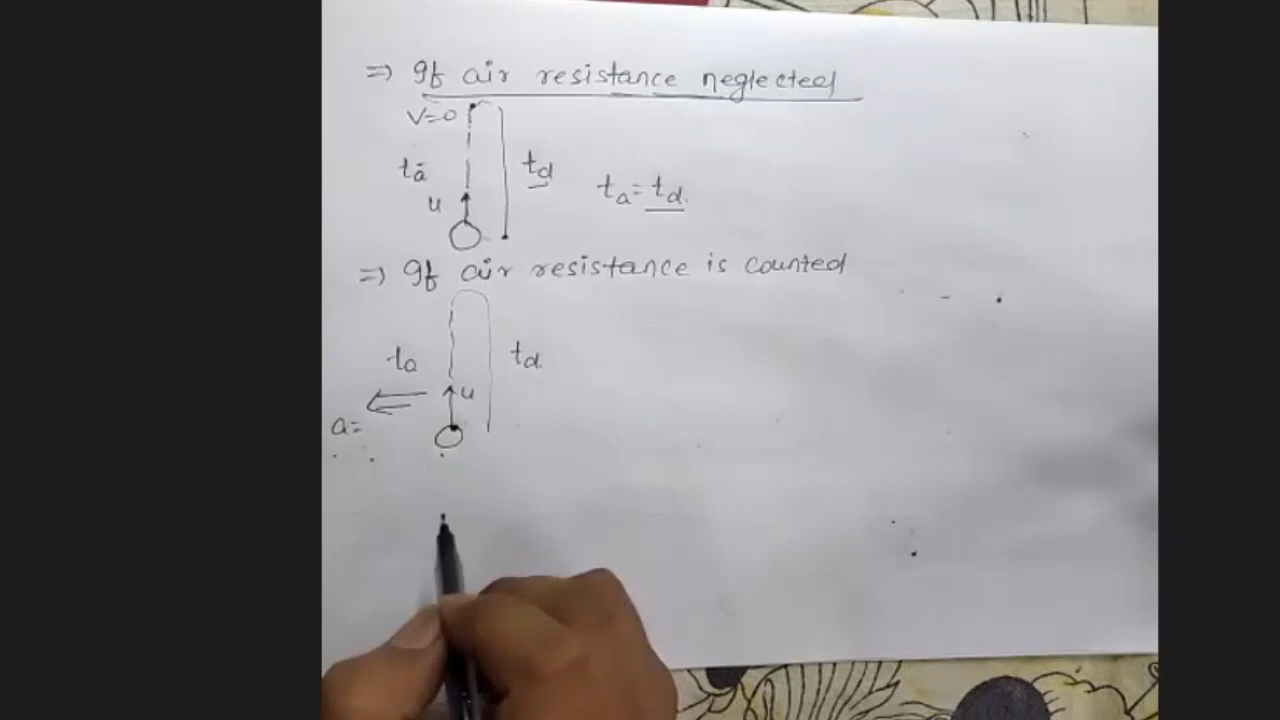 ⇒ If air resistance neglected
V=0
ta
td
u
ta = td.
⇒ If air resistance is counted
ta
td.
u
a=